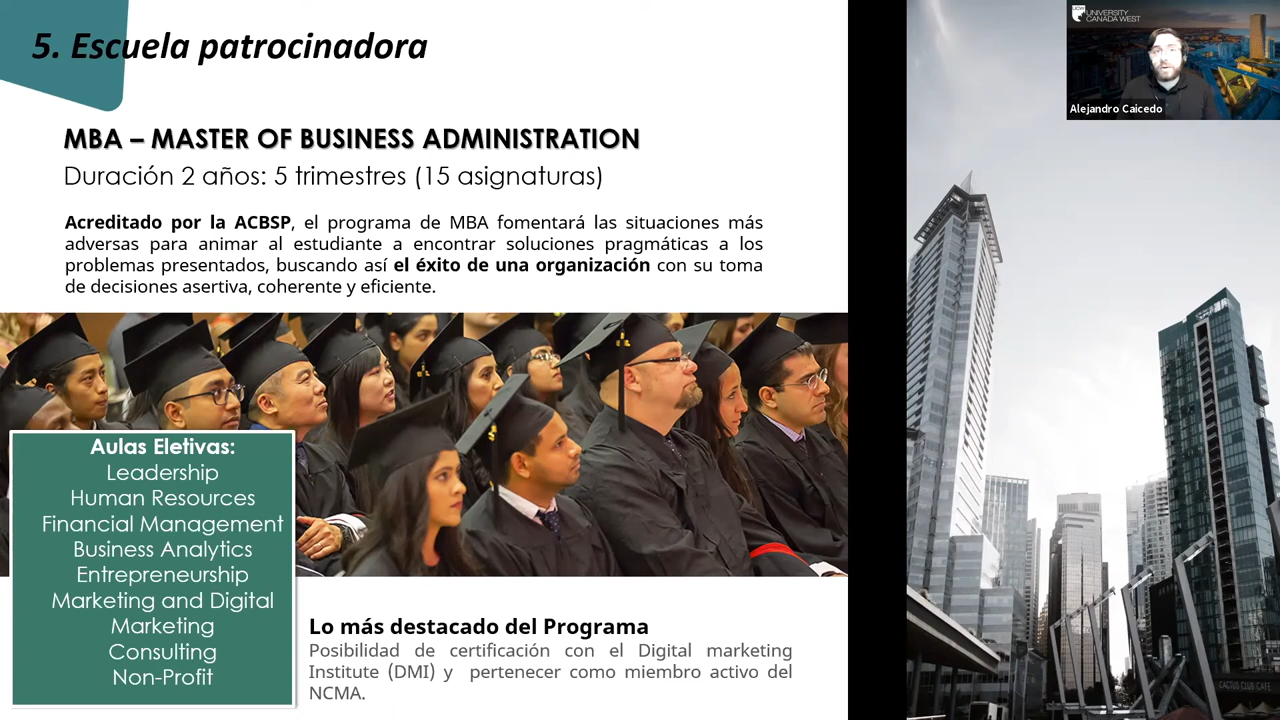 5. Escuela patrocinadora
UCW
UNIVERSITY
CANADA WEST
Alejandro Caicedo
MBA – MASTER OF BUSINESS ADMINISTRATION
Duración 2 años: 5 trimestres (15 asignaturas)
Acreditado por la ACBSP, el programa de MBA fomentará las situaciones más
adversas para animar al estudiante a encontrar soluciones pragmáticas a los
problemas presentados, buscando así el éxito de una organización con su toma
de decisiones asertiva, coherente y eficiente.
Aulas Eletivas:
Leadership
Human Resources
Financial Management
Business Analytics
Entrepreneurship
Marketing and Digital
Marketing
Consulting
Non-Profit
Lo más destacado del Programa
Posibilidad de certificación con el Digital marketing
Institute (DMI) y pertenecer como miembro activo del
NCMA.
CACTUS CLUB CAFE